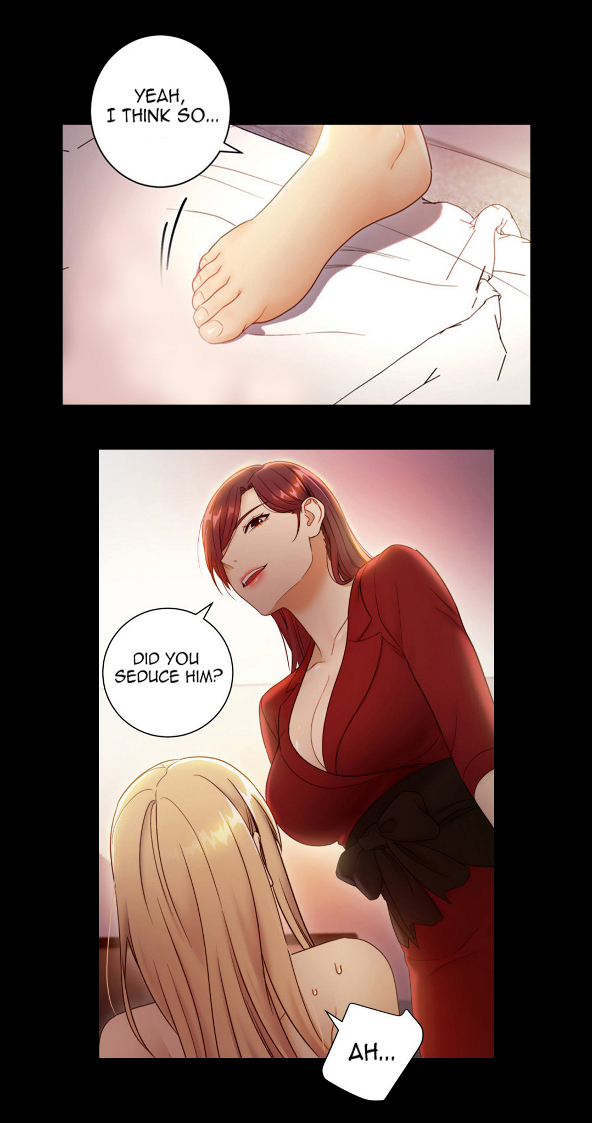 YEAH,
I THINK SO...
DID YOU
SEDUCE HIM?
AH...